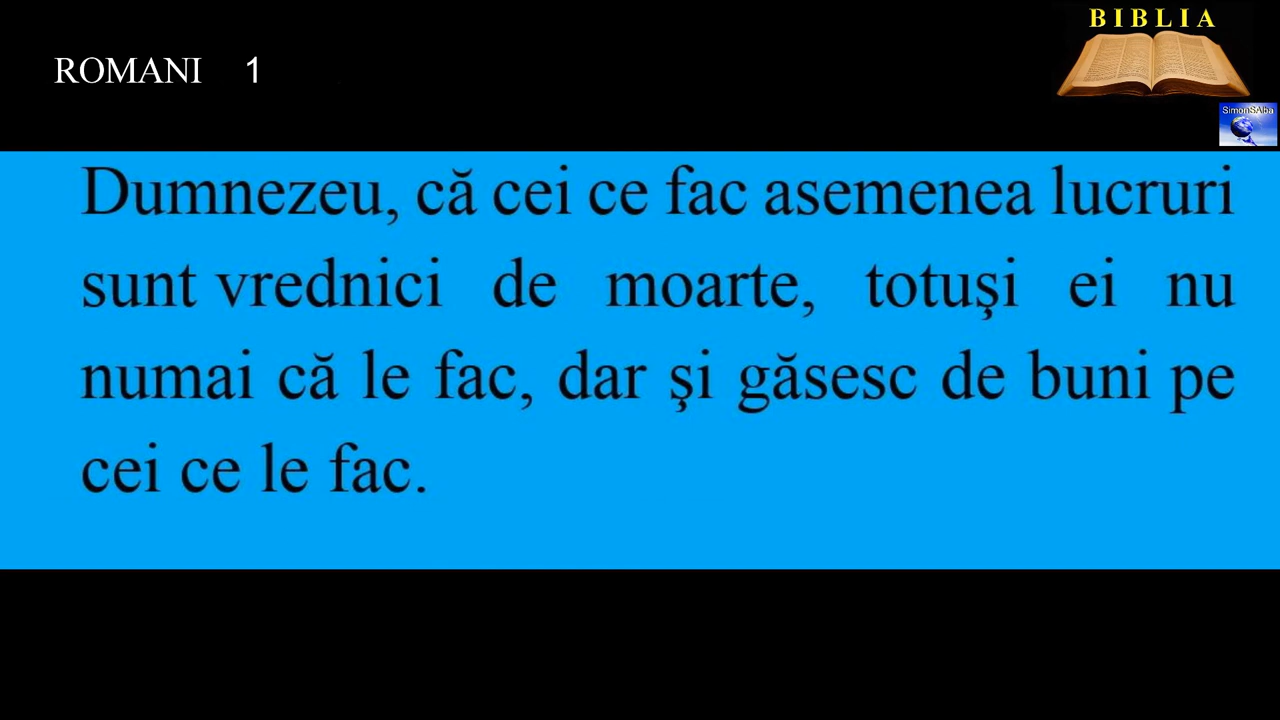 BIBLIA
ROMANI 1
SimonSAlba
Dumnezeu, că cei ce fac asemenea lucruri
sunt vrednici de moarte, totuşi ei nu
numai că le fac, dar şi găsesc de buni pe
cei ce le fac.